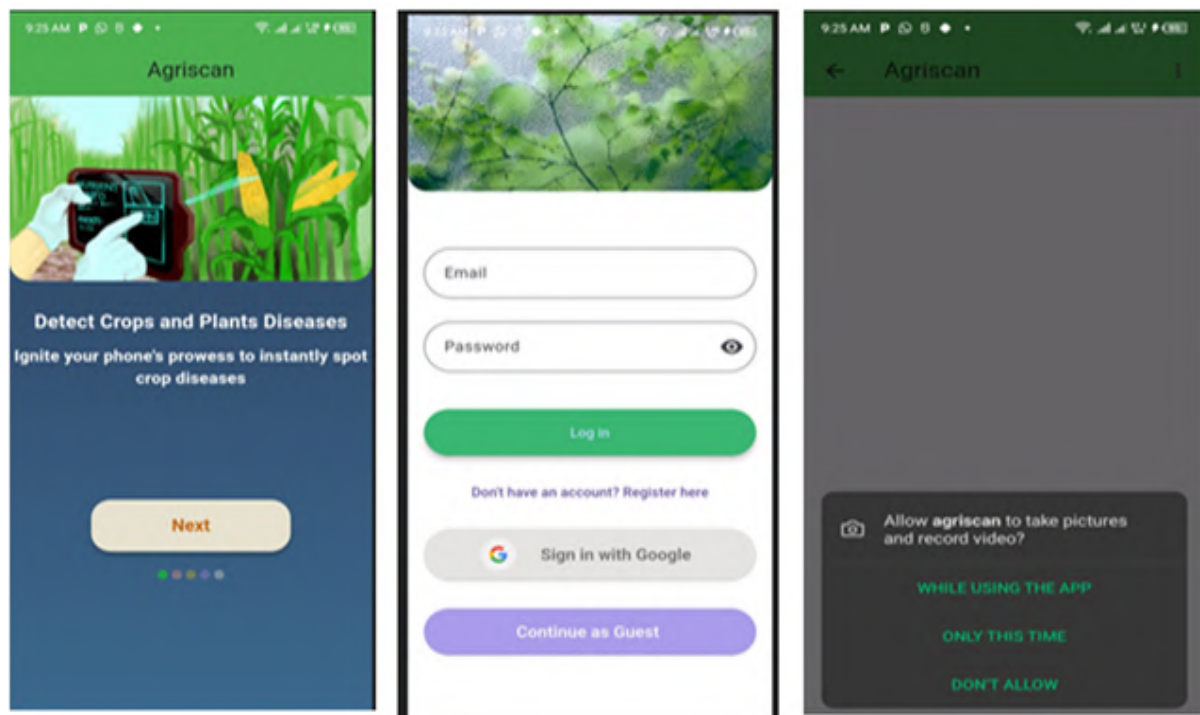 9:25 AM
Agriscan
Detect Crops and Plants Diseases
Ignite your phone's prowess to instantly spot
crop diseases
Next
Email
Password
Log in
Don't have an account? Register here
Sign in with Google
Continue as Guest
9:25 AM
Agriscan
Allow agriscan to take pictures
and record video?
WHILE USING THE APP
ONLY THIS TIME
DON'T ALLOW